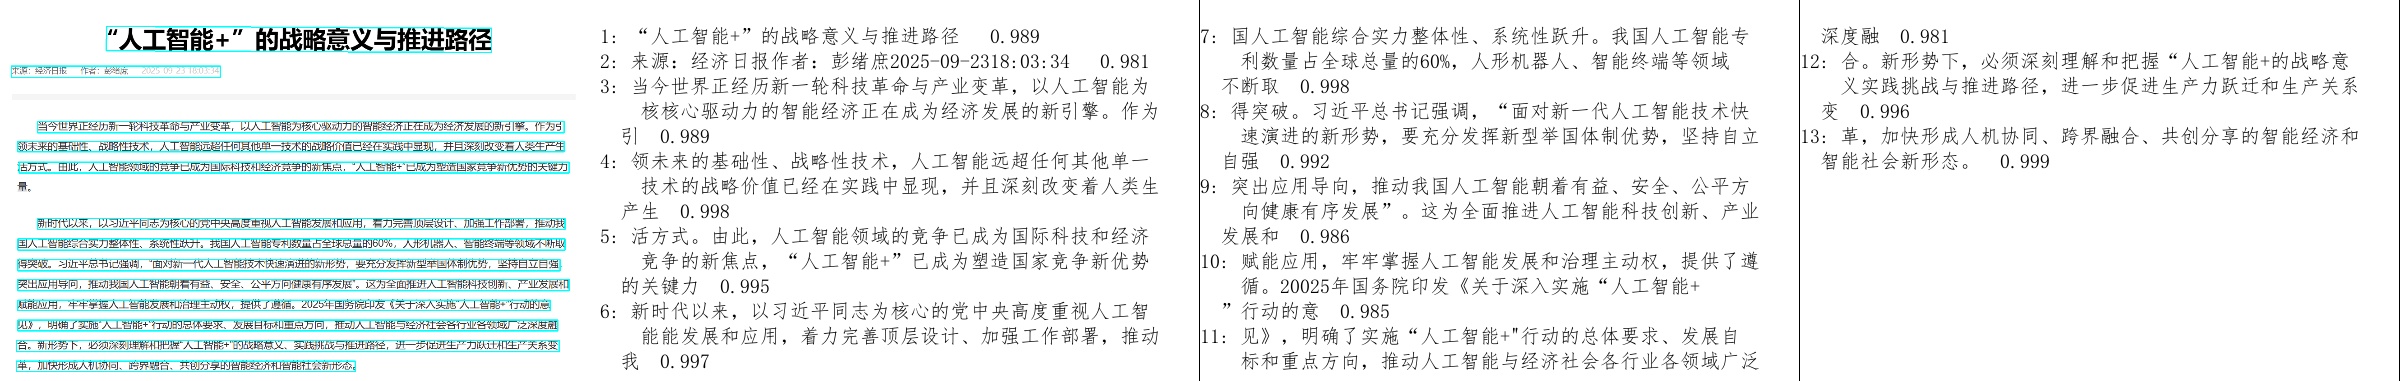 “人工智能+”的战略意义与推进路径
来源：经济日报 作者：彭绪庶 2025-09-23 18:03:34
当今世界正经历新一轮科技革命与产业变革，以人工智能为核心驱动力的智能经济正在成为经济发展的新引擎。作为引
领未来的基础性、战略性技术，人工智能远超任何其他单一技术的战略价值已经在实践中显现，并且深刻改变着人类生产生
活方式。由此，人工智能领域的竞争已成为国际科技和经济竞争的新焦点，“人工智能+”已成为塑造国家竞争新优势的关键力
量。
新时代以来，以习近平同志为核心的党中央高度重视人工智能发展和应用，着力完善顶层设计、加强工作部署，推动我
国人工智能综合实力整体性、系统性跃升。我国人工智能专利数量占全球总量的60%，人形机器人、智能终端等领域不断取
得突破。习近平总书记强调，“面对新一代人工智能技术快速演进的新形势，要充分发挥新型举国体制优势，坚持自立自强
突出应用导向，推动我国人工智能朝着有益、安全、公平方向健康有序发展”。这为全面推进人工智能科技创新、产业发展和
赋能应用，牢牢掌握人工智能发展和治理主动权，提供了遵循。2025年国务院印发《关于深入实施“人工智能+”行动的意
见》，明确了实施“人工智能+”行动的总体要求、发展目标和重点方向，推动人工智能与经济社会各行业各领域广泛深度融
合。新形势下，必须深刻理解和把握“人工智能+”的战略意义、实践挑战与推进路径，进一步促进生产力跃迁和生产关系变
革，加快形成人机协同、跨界融合、共创分享的智能经济和智能社会新形态。
1: “人工智能+”的战略意义与推进路径 0.989
2: 来源：经济日报作者：彭绪庶2025-09-2318:03:34 0.981
3: 当今世界正经历新一轮科技革命与产业变革，以人工智能为
核核心驱动力的智能经济正在成为经济发展的新引擎。作为
引 0.989
4: 领未来的基础性、战略性技术，人工智能远超任何其他单一
技术的战略价值已经在实践中显现，并且深刻改变着人类生
产生 0.998
5: 活方式。由此，人工智能领域的竞争已成为国际科技和经济
竞争的新焦点，“人工智能+”已成为塑造国家竞争新优势
的关键力 0.995
6: 新时代以来，以习近平同志为核心的党中央高度重视人工智
能能发展和应用，着力完善顶层设计、加强工作部署，推动
我 0.997
7: 国人工智能综合实力整体性、系统性跃升。我国人工智能专
利数量占全球总量的60%，人形机器人、智能终端等领域
不断取 0.998
8: 得突破。习近平总书记强调，“面对新一代人工智能技术快
速演进的新形势，要充分发挥新型举国体制优势，坚持自立
自强 0.992
9: 突出应用导向，推动我国人工智能朝着有益、安全、公平方
向健康有序发展”。这为全面推进人工智能科技创新、产业
发展和 0.986
10: 赋能应用，牢牢掌握人工智能发展和治理主动权，提供了遵
循。20025年国务院印发《关于深入实施“人工智能+
”行动的意 0.985
11: 见》，明确了实施“人工智能+"行动的总体要求、发展目
标和重点方向，推动人工智能与经济社会各行业各领域广泛
深度融 0.981
12: 合。新形势下，必须深刻理解和把握“人工智能+的战略意
义实践挑战与推进路径，进一步促进生产力跃迁和生产关系
变 0.996
13: 革，加快形成人机协同、跨界融合、共创分享的智能经济和
智能社会新形态。 0.999